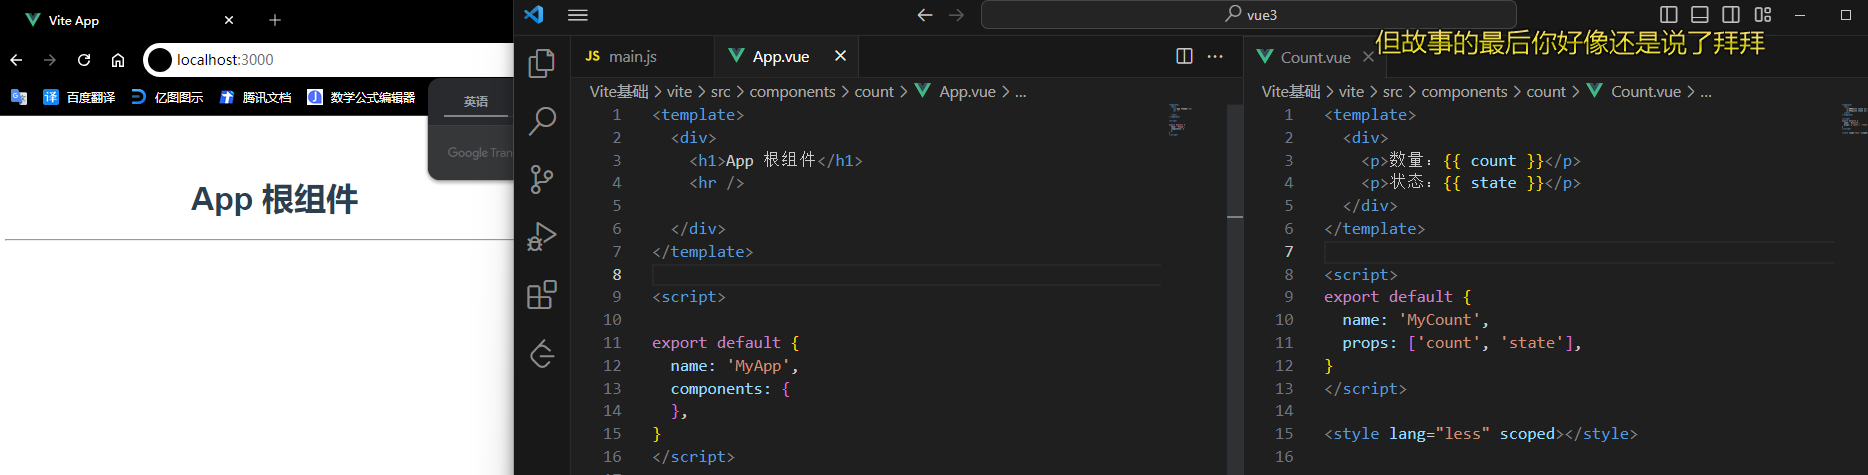 Vite App
localhost:3000
百度翻译 亿图图示 腾讯文档 数学公式编辑器
英语
Google Tran
App 根组件
vue3
但故事的最后你好像还是说了拜拜
JS main.js App.vue
Vite基础 > vite > src > components > count > App.vue > ...
1 <template>
2 <div>
3 <h1>App 根组件</h1>
4 <hr />
5
6 </div>
7 </template>
8
9 <script>
10
11 export default {
12 name: 'MyApp',
13 components: {
14 },
15 }
16 </script>
Count.vue
Vite基础 > vite > src > components > count > Count.vue > ...
1 <template>
2 <div>
3 <p>数量：{{ count }}</p>
4 <p>状态：{{ state }}</p>
5 </div>
6 </template>
7
8 <script>
9 export default {
10 name: 'MyCount',
11 props: ['count', 'state'],
12 }
13 </script>
14
15 <style lang="less" scoped></style>
16